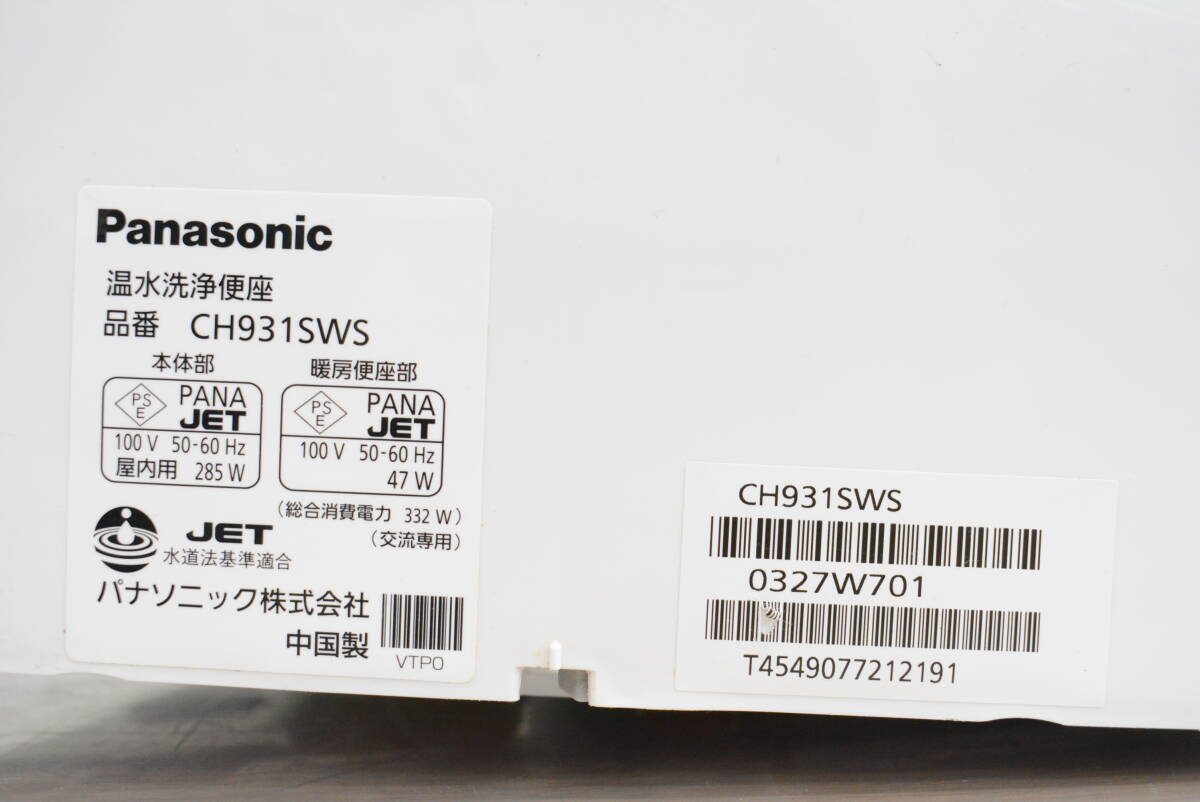 Panasonic
温水洗浄便座
品番 CH931SWS
本体部
PS E PANA JET
100 V 50-60 Hz
屋内用 285 W
暖房便座部
PS E PANA JET
100 V 50-60 Hz
47 W
(総合消費電力 332 W)
(交流専用)
JET
水道法基準適合
パナソニック株式会社
中国製
VTP0
CH931SWS
0327W701
T4549077212191